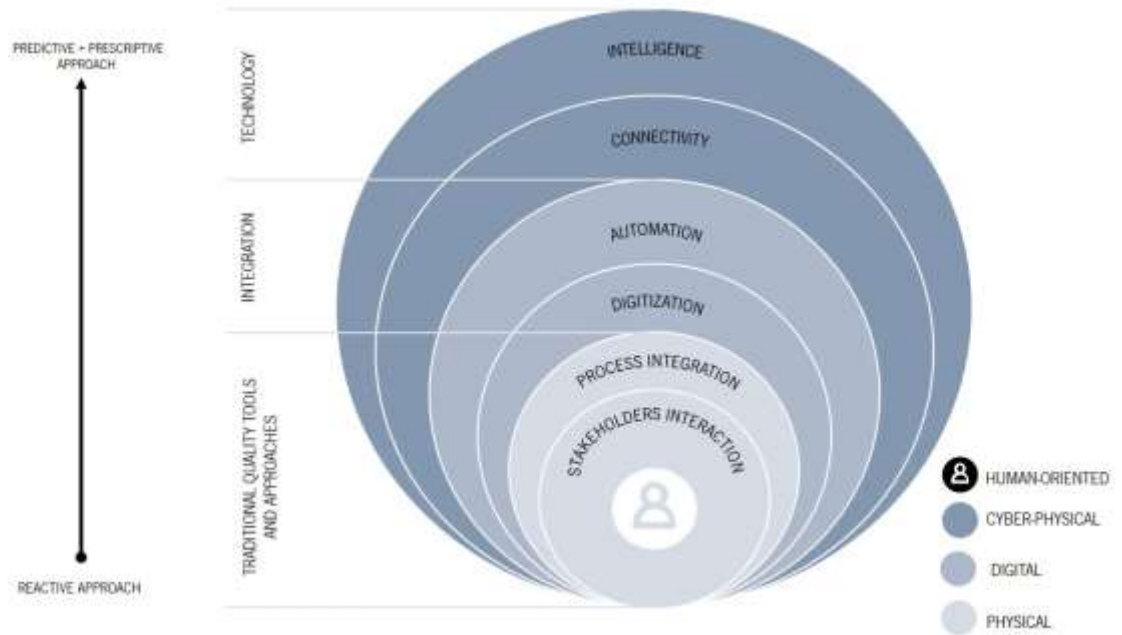 PREDICTIVE + PRESCRIPTIVE
APPROACH
REACTIVE APPROACH
TECHNOLOGY
INTEGRATION
TRADITIONAL QUALITY TOOLS
AND APPROACHES
INTELLIGENCE
CONNECTIVITY
AUTOMATION
DIGITIZATION
PROCESS INTEGRATION
STAKEHOLDERS INTERACTION
HUMAN-ORIENTED
CYBER-PHYSICAL
DIGITAL
PHYSICAL